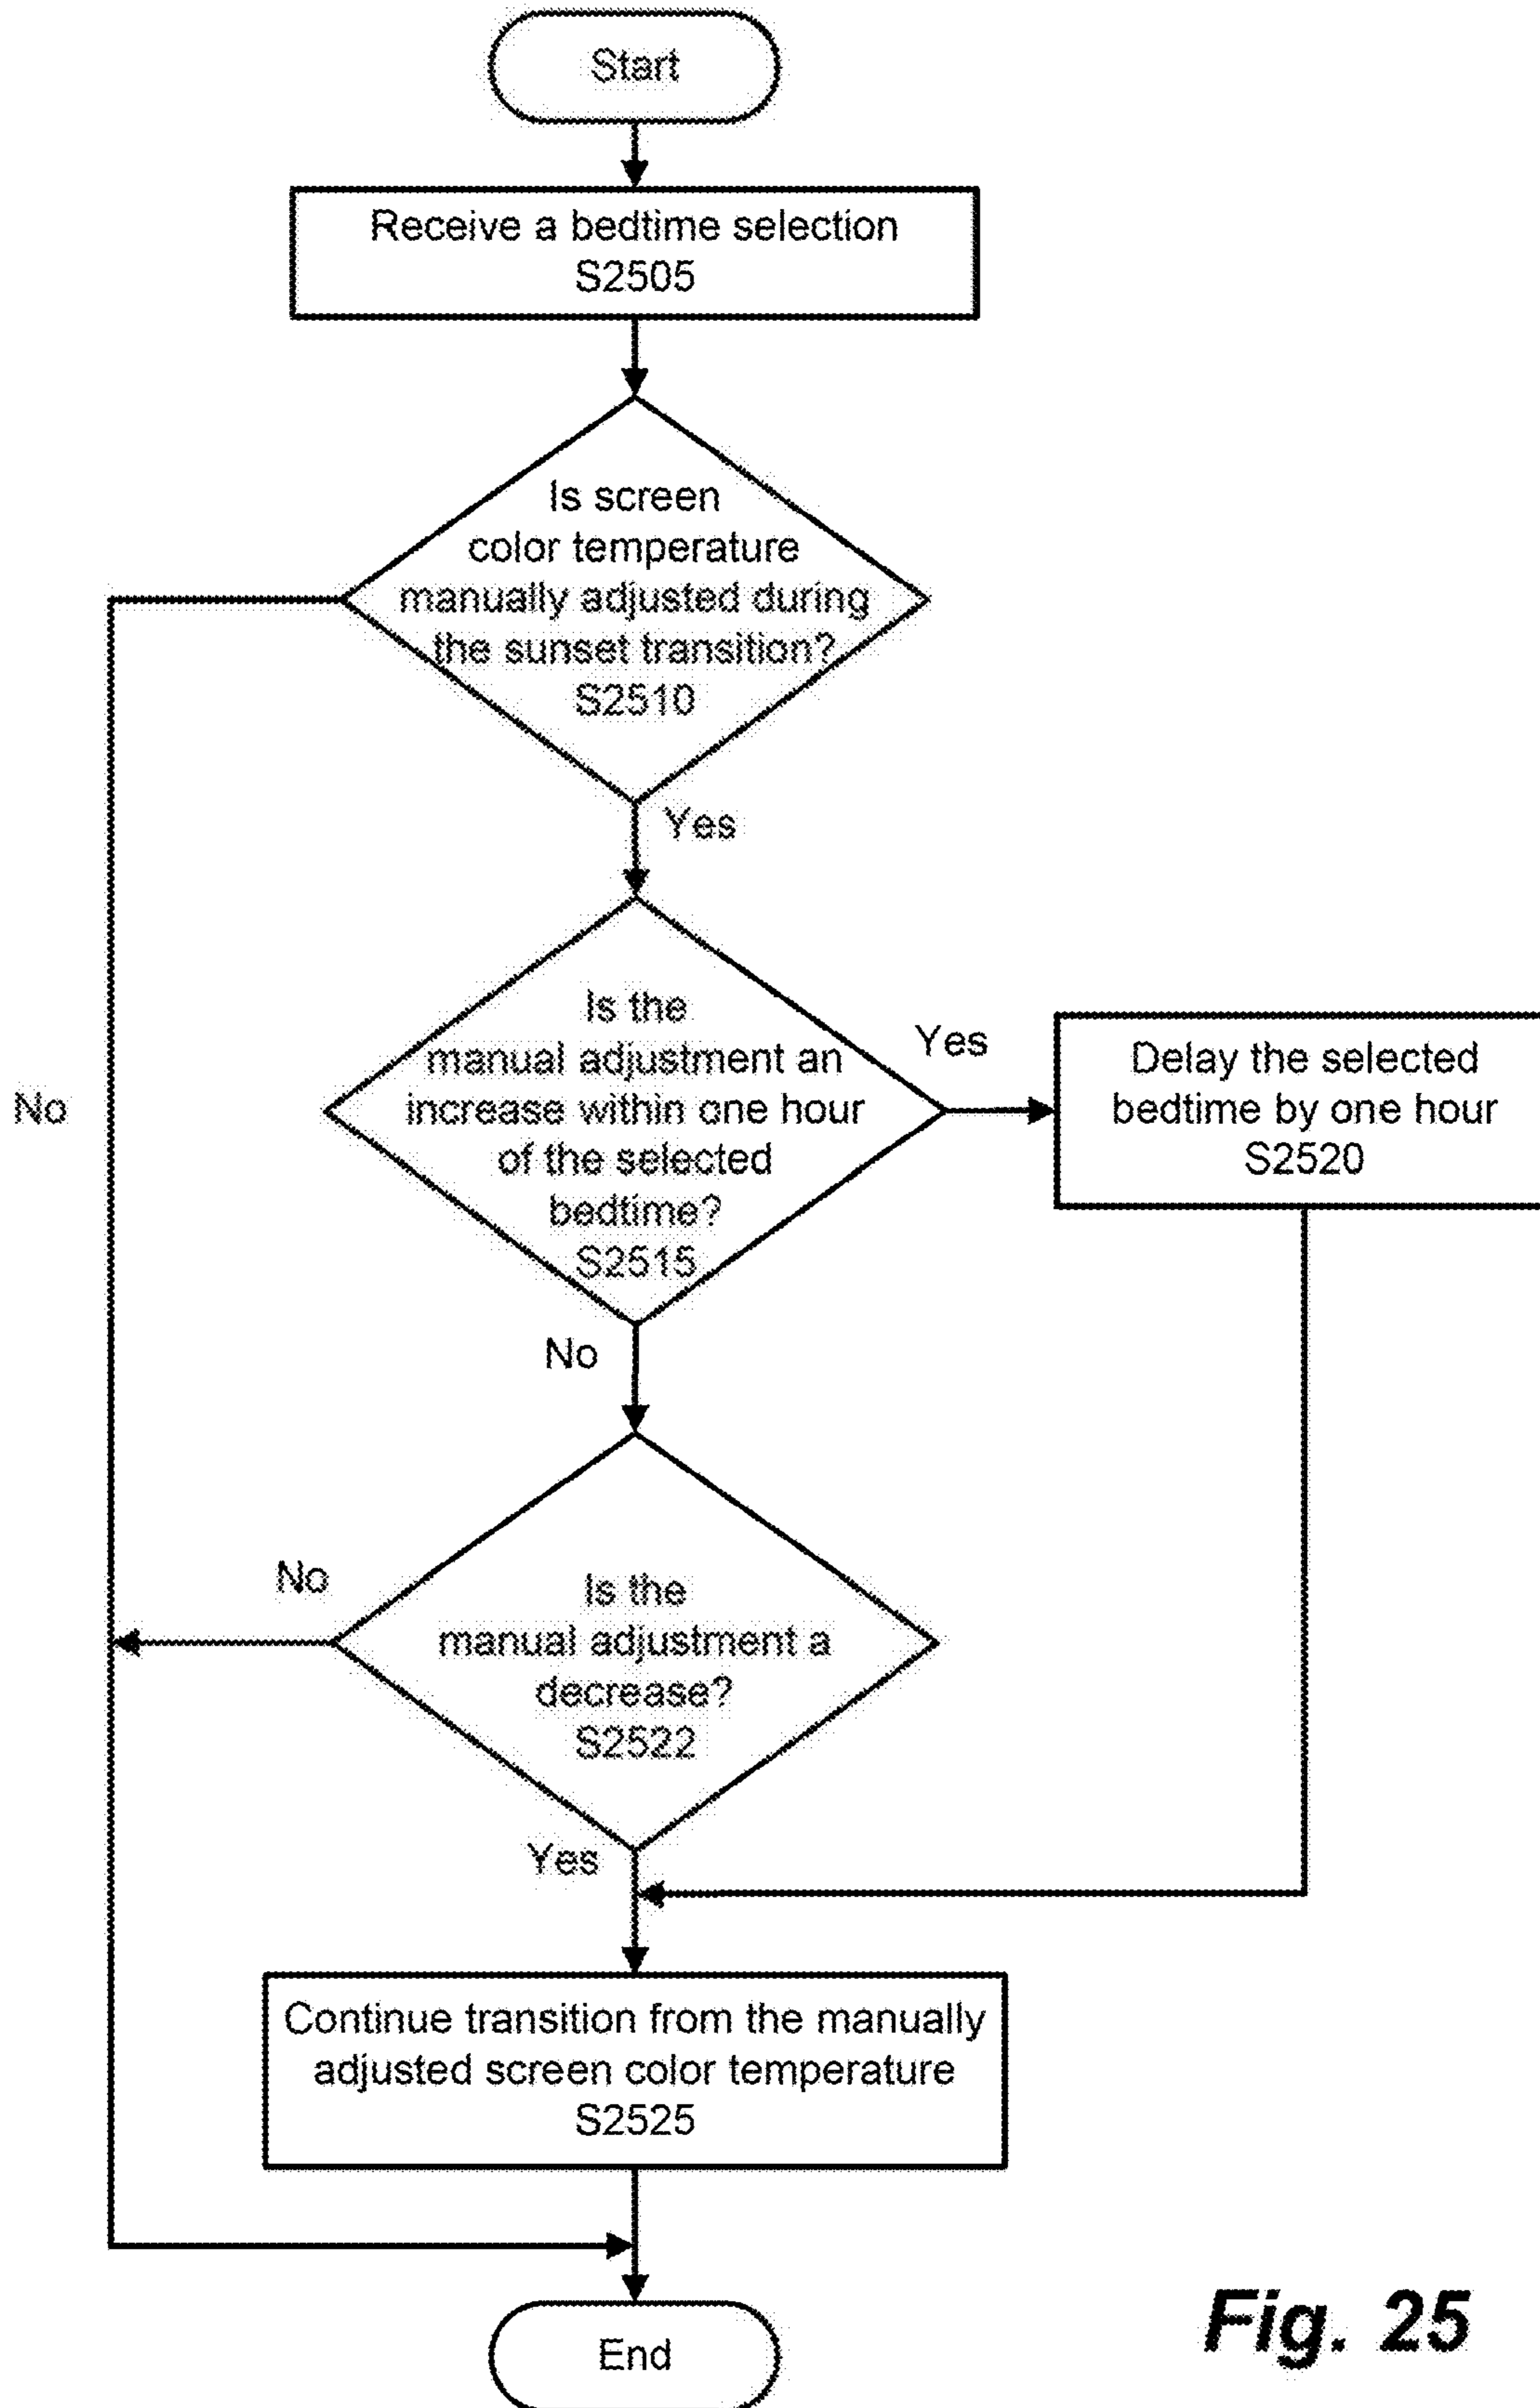 Start
Receive a bedtime selection
S2505
Is screen
color temperature
manually adjusted during
the sunset transition?
S2510
Yes
No
Is the
manual adjustment an
increase within one hour
of the selected
bedtime?
S2515
Yes
Delay the selected
bedtime by one hour
S2520
No
Is the
manual adjustment a
decrease?
S2522
No
Yes
Continue transition from the manually
adjusted screen color temperature
S2525
End
Fig. 25